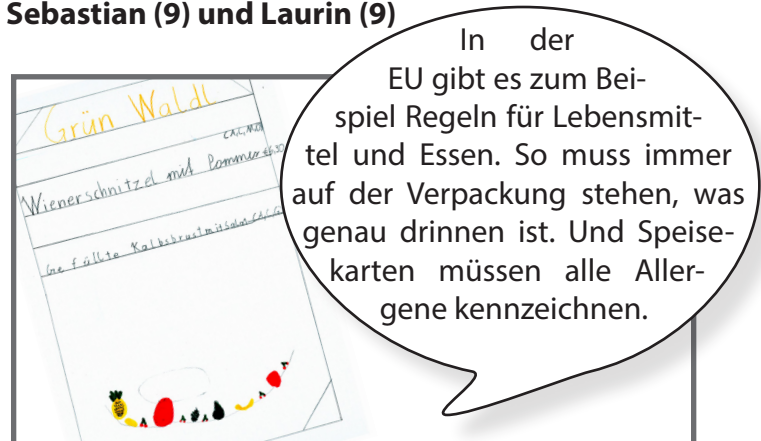 Sebastian (9) und Laurin (9)
In der
EU gibt es zum Bei-
spiel Regeln für Lebensmit-
tel und Essen. So muss immer
auf der Verpackung stehen, was
genau drinnen ist. Und Speise-
karten müssen alle Aller-
gene kennzeichnen.
Grün Waldl
Wienerschnitzel mit Pommes
Gefüllte Kalbsbrust mit Salat